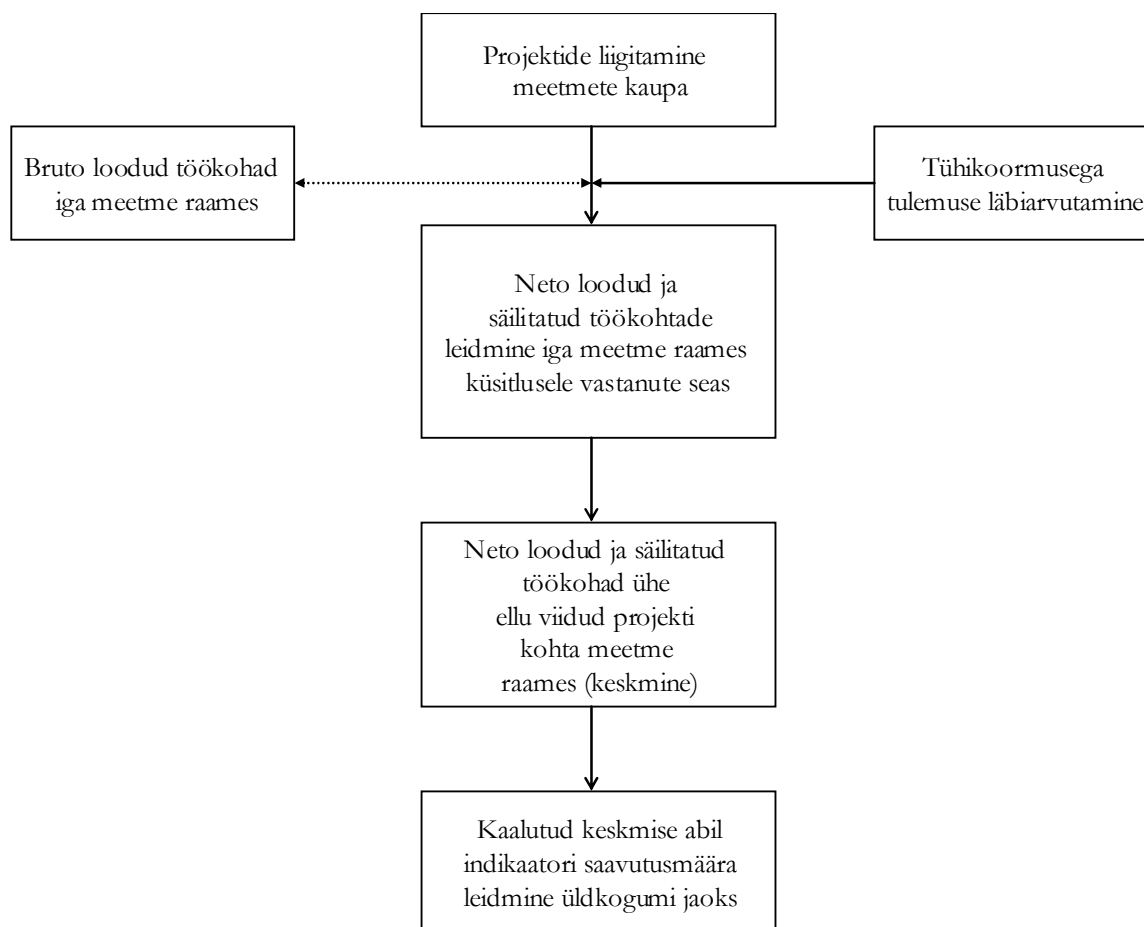 Projektide liigitamine
meetmete kaupa
Bruto loodud töökohad
iga meetme raames
Tühikoormusega
tulemuse läbiarvutamine
Neto loodud ja
säilitatud töökohtade
leidmine iga meetme raames
küsitlusele vastanute seas
Neto loodud ja säilitatud
töökohad ühe
ellu viidud projekti
kohta meetme
raames (keskmine)
Kaalutud keskmise abil
indikaatori saavutusmäära
leidmine üldkogumi jaoks